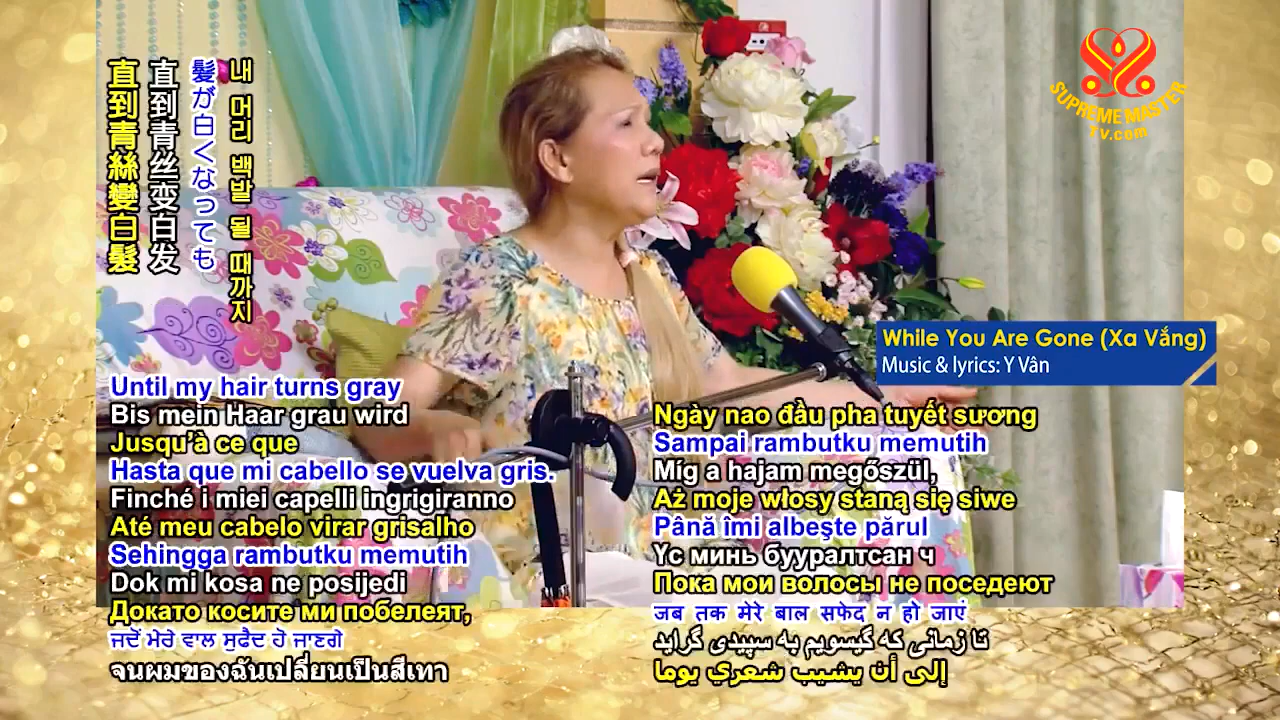 直到青絲變白髮
直到青丝变白发
髪が白くなっても
내 머리 백발 될 때까지
SUPREME MASTER
TV.com
While You Are Gone (Xa Vắng)
Music & lyrics: Y Vân
Until my hair turns gray
Bis mein Haar grau wird
Jusqu'à ce que
Hasta que mi cabello se vuelva gris.
Finché i miei capelli ingrigiranno
Até meu cabelo virar grisalho
Sehingga rambutku memutih
Dok mi kosa ne posijedi
Докато косите ми побелеят,
ਜਦੋਂ ਮੇਰੇ ਵਾਲ ਸੁਫੈਦ ਹੋ ਜਾਣਗੇ
จนผมของฉันเปลี่ยนเป็นสีเทา
Ngày nao đầu pha tuyết sương
Sampai rambutku memutih
Míg a hajam megőszül,
Aż moje włosy staną się siwe
Până îmi albeşte părul
Үс минь бууралтсан ч
Пока мои волосы не поседеют
जब तक मेरे बाल सफेद न हो जाएं
تا زمانی که گیسویم به سپیدی گراید
إلى أن يشيب شعري يوما